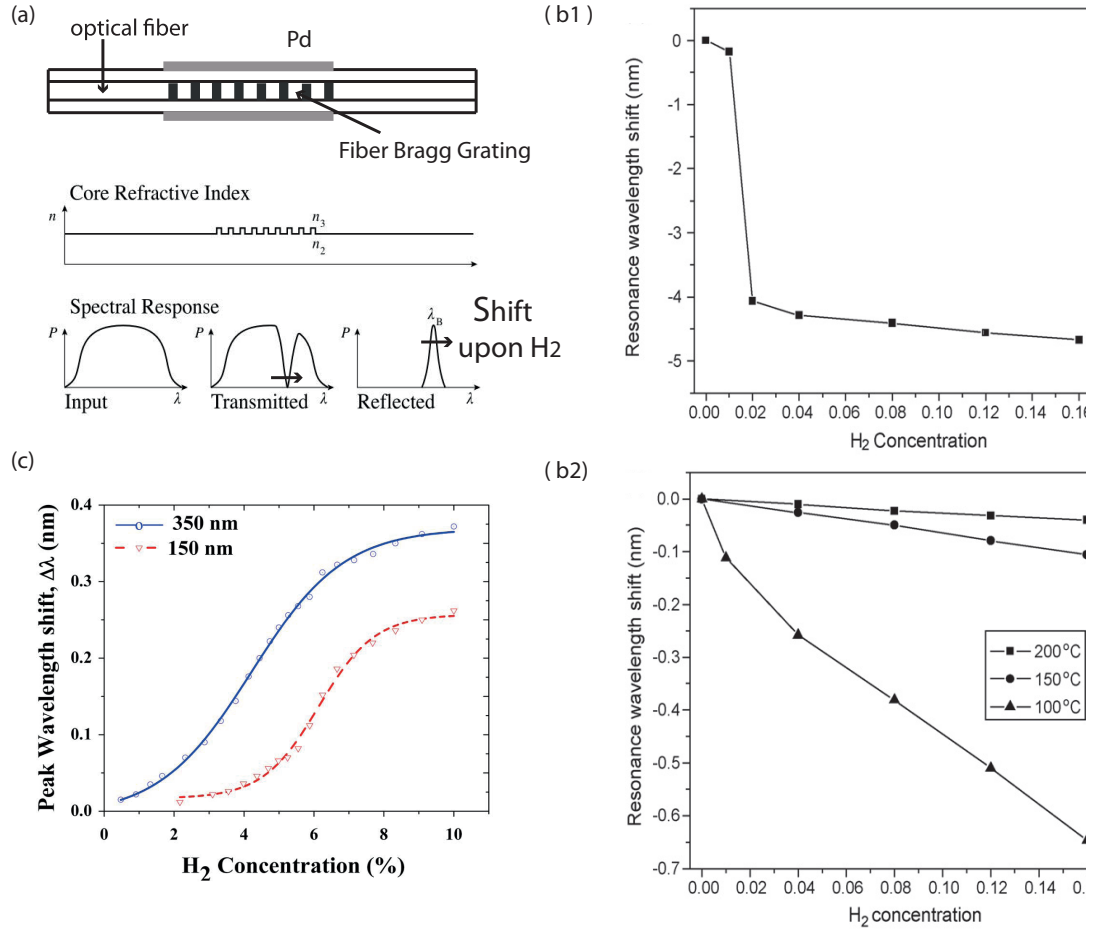 (a)
optical fiber
Pd
Fiber Bragg Grating
Core Refractive Index
n
n3
n2
Spectral Response
P
P
P
λB
Shift
upon H2
λ
λ
λ
Input
Transmitted
Reflected
(b1)
0
-1
-2
-3
-4
-5
Resonance wavelength shift (nm)
0.00 0.02 0.04 0.06 0.08 0.10 0.12 0.14 0.16
H2 Concentration
(c)
0.4
0.3
0.2
0.1
0.0
Peak Wavelength shift, Δλ (nm)
350 nm
150 nm
0 2 4 6 8 10
H2 Concentration (%)
(b2)
0.0
-0.1
-0.2
-0.3
-0.4
-0.5
-0.6
-0.7
Resonance wavelength shift (nm)
200°C
150°C
100°C
0.00 0.02 0.04 0.06 0.08 0.10 0.12 0.14 0.
H2 concentration